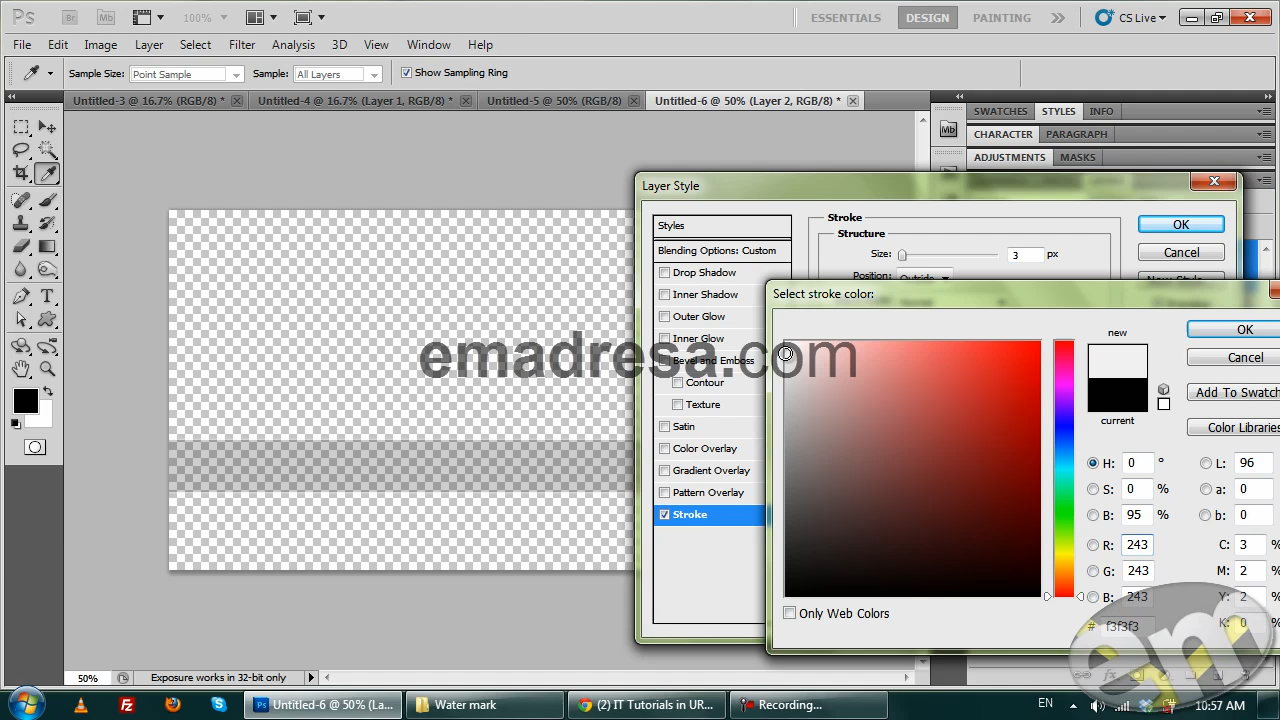 Ps Br Mb 100% ESSENTIALS DESIGN PAINTING CS Live
File Edit Image Layer Select Filter Analysis 3D View Window Help
Sample Size: Point Sample Sample: All Layers Show Sampling Ring
Untitled-3 @ 16.7% (RGB/8) * Untitled-4 @ 16.7% (Layer 1, RGB/8) * Untitled-5 @ 50% (RGB/8) Untitled-6 @ 50% (Layer 2, RGB/8) *
SWATCHES STYLES INFO
Mb
CHARACTER PARAGRAPH
ADJUSTMENTS MASKS
Layer Style
Styles
Blending Options: Custom
Drop Shadow
Inner Shadow
Outer Glow
Inner Glow
Bevel and Emboss
Contour
Texture
Satin
Color Overlay
Gradient Overlay
Pattern Overlay
Stroke
Stroke
Structure
Size: 3 px
Position: Outside
OK
Cancel
New Style...
emadresa.com
Select stroke color:
new
current
OK
Cancel
Add To Swatch
Color Libraries
H: 0 °
S: 0 %
B: 95 %
R: 243
G: 243
B: 243
# f3f3f3
L: 96
a: 0
b: 0
C: 3 %
M: 2 %
Y: 2 %
K: 0 %
Only Web Colors
em
50% Exposure works in 32-bit only
Ps Untitled-6 @ 50% (La... Water mark (2) IT Tutorials in UR... Recording... EN 10:57 AM